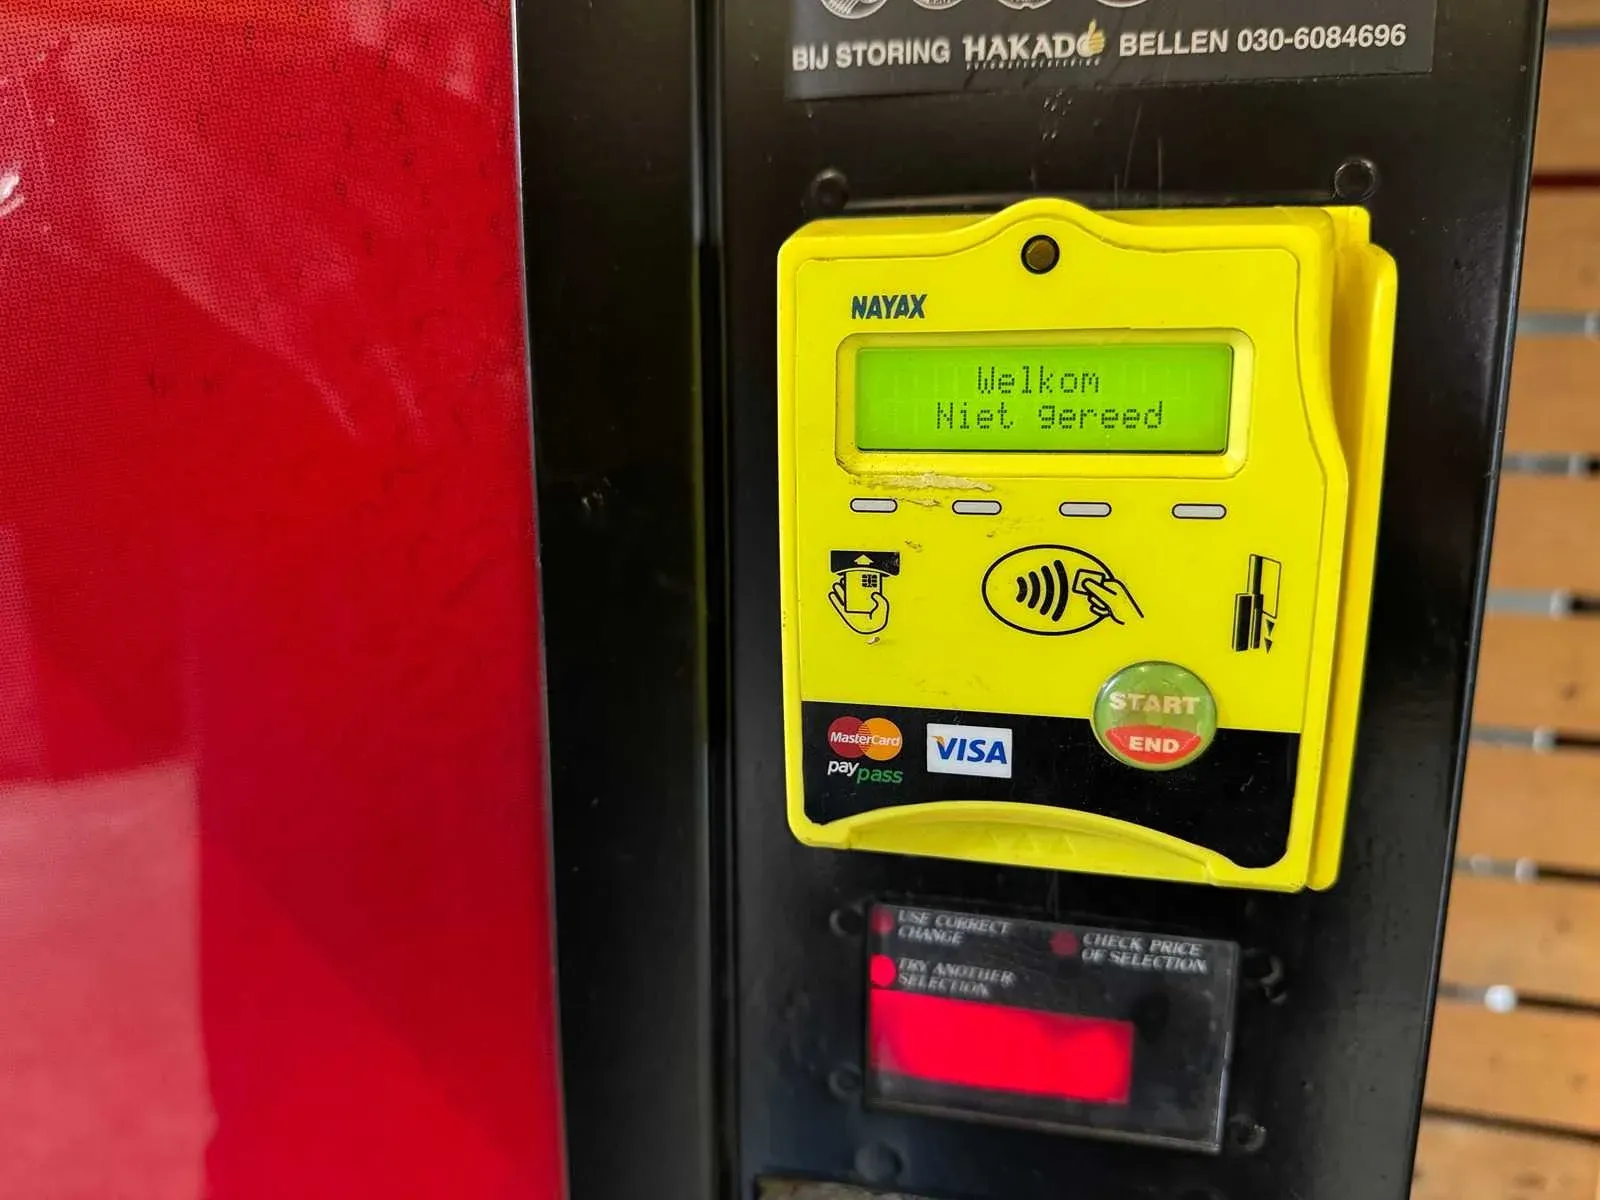 BIJ STORING HAKADO BELLEN 030-6084696
NAYAX
Welkom
Niet gereed
START
END
MasterCard
paypass
VISA
USE CORRECT
CHANGE
CHECK PRICE
OF SELECTION
TRY ANOTHER
SELECTION